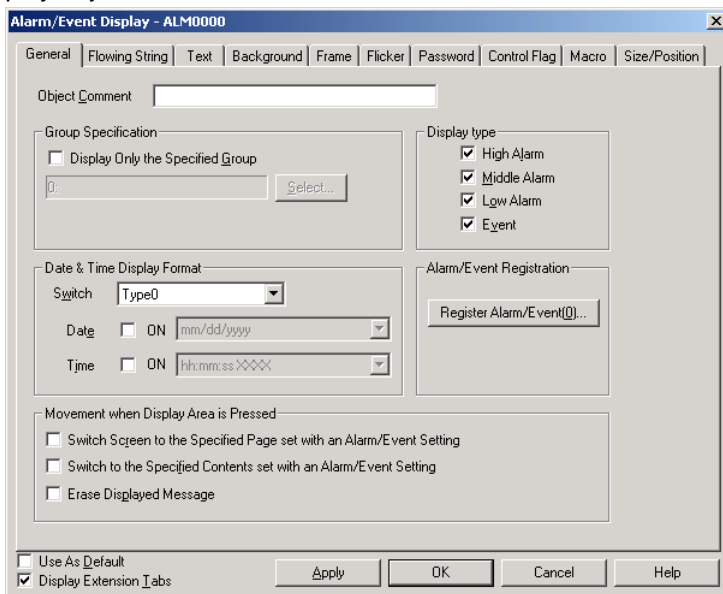 Alarm/Event Display - ALM0000
General Flowing String Text Background Frame Flicker Password Control Flag Macro Size/Position
Object Comment
Group Specification
Display Only the Specified Group
0:
Select...
Display type
High Alarm
Middle Alarm
Low Alarm
Event
Date & Time Display Format
Switch Type0
Date ON mm/dd/yyyy
Time ON hh:mm:ss XXXX
Alarm/Event Registration
Register Alarm/Event(0)...
Movement when Display Area is Pressed
Switch Screen to the Specified Page set with an Alarm/Event Setting
Switch to the Specified Contents set with an Alarm/Event Setting
Erase Displayed Message
Use As Default
Display Extension Tabs
Apply OK Cancel Help